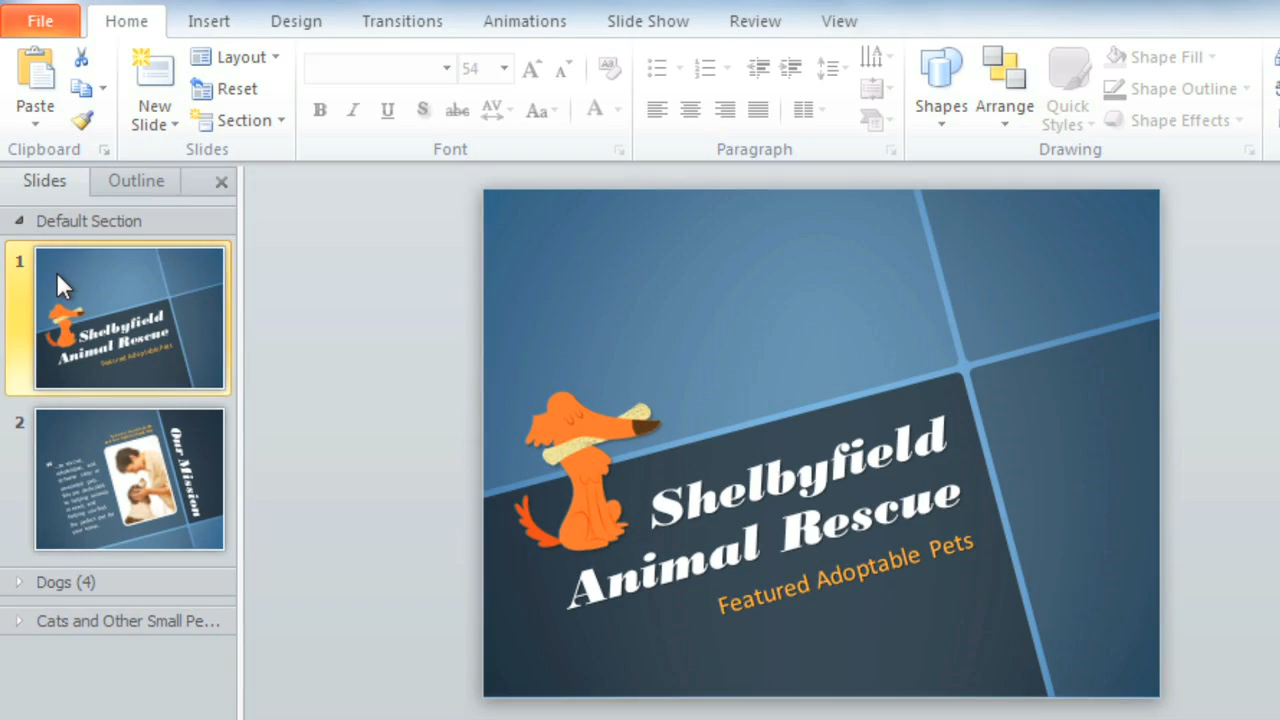 File Home Insert Design Transitions Animations Slide Show Review View
Paste
Clipboard
New
Slide
Layout
Reset
Section
Slides
54
B I U S abc AV Aa A
Font
Paragraph
Shapes
Arrange
Quick
Styles
Shape Fill
Shape Outline
Shape Effects
Drawing
Slides Outline
Default Section
1
Shelbyfield
Animal Rescue
Featured Adoptable Pets
2
Our Mission
Dogs (4)
Cats and Other Small Pe...
Shelbyfield
Animal Rescue
Featured Adoptable Pets